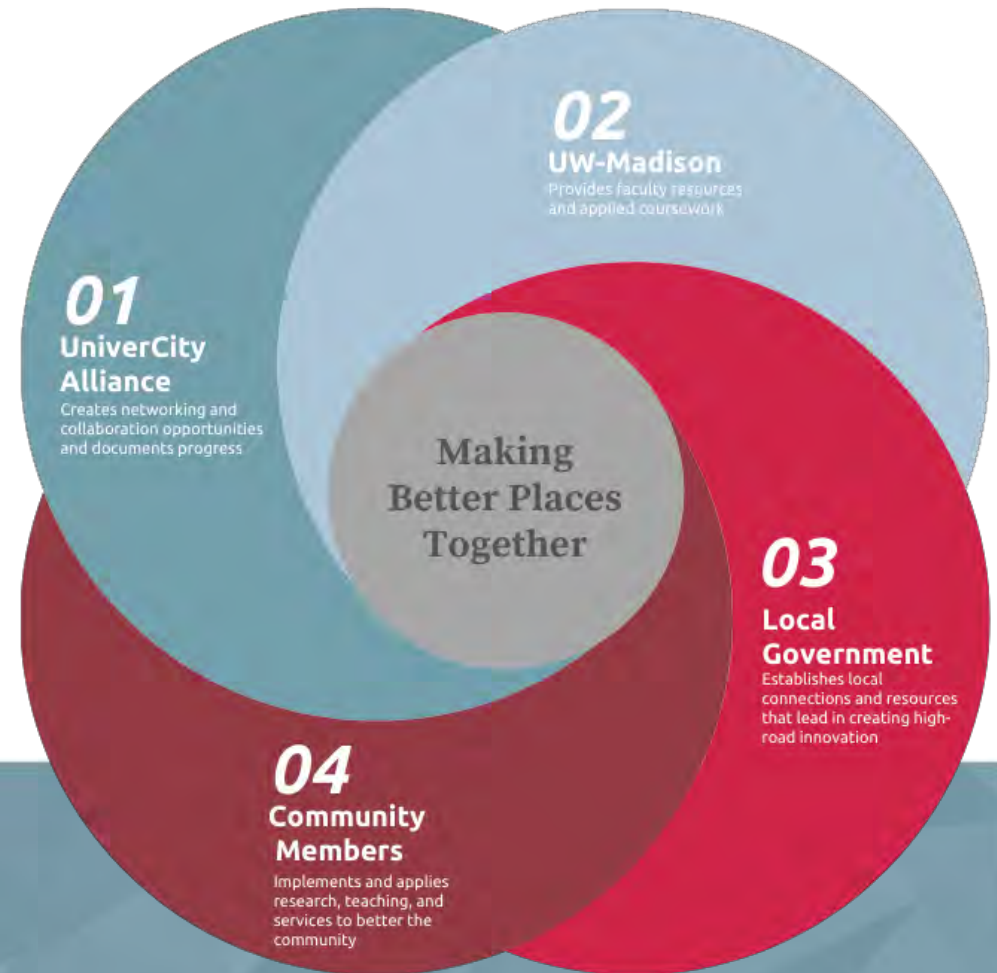 01
UniverCity
Alliance
Creates networking and
collaboration opportunities
and documents progress
02
UW-Madison
Provides faculty resources
and applied coursework
03
Local
Government
Establishes local
connections and resources
that lead in creating high-
road innovation
04
Community
Members
Implements and applies
research, teaching, and
services to better the
community
Making
Better Places
Together